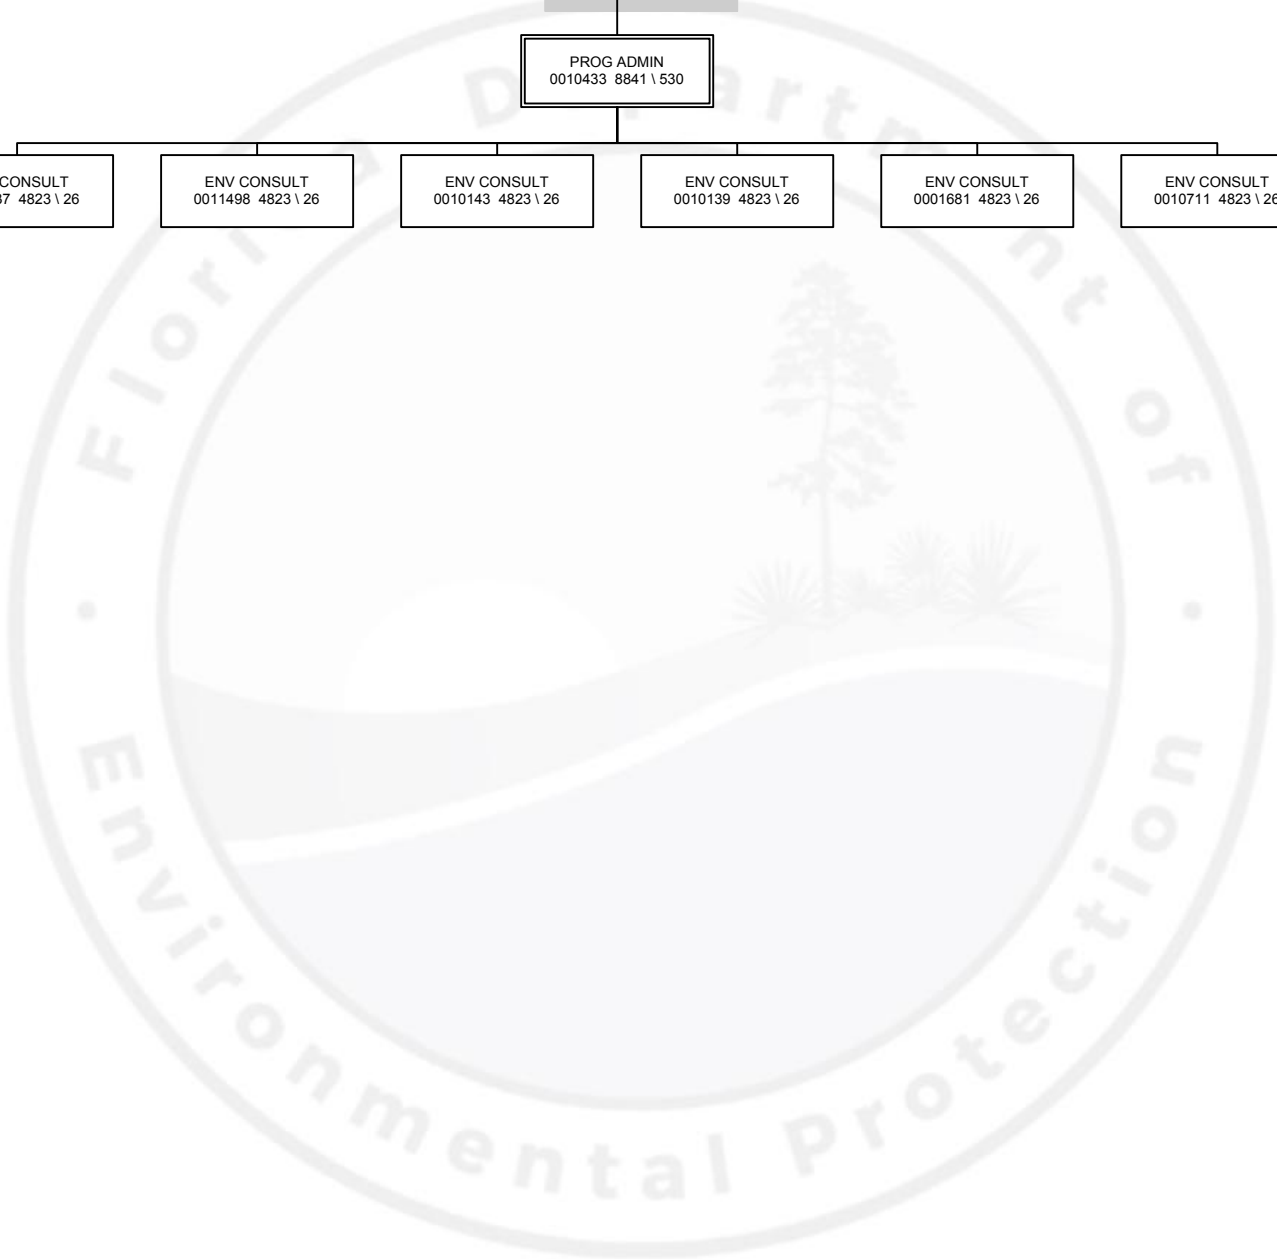 PROG ADMIN
0010433 8841 \ 530
CONSULT
4823 \ 26
ENV CONSULT
0011498 4823 \ 26
ENV CONSULT
0010143 4823 \ 26
ENV CONSULT
0010139 4823 \ 26
ENV CONSULT
0001681 4823 \ 26
ENV CONSULT
0010711 4823 \ 26
Florida Department of
Environmental Protection